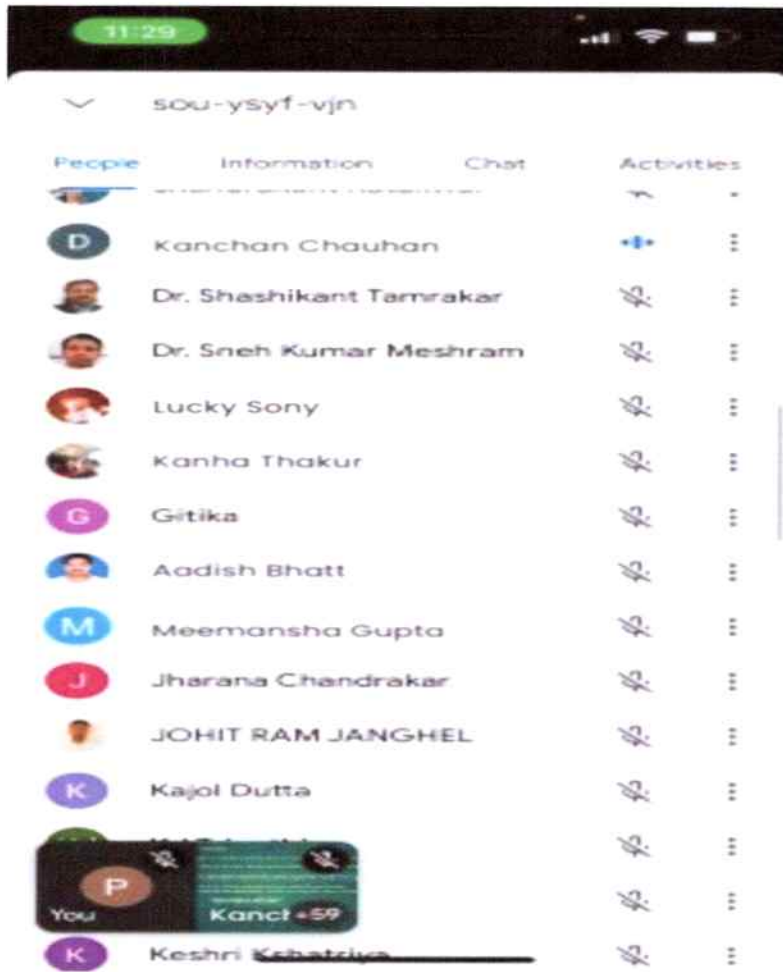 11:29
sou-ysyf-vjn
People Information Chat Activities
D Kanchan Chauhan
Dr. Shashikant Tamrakar
Dr. Sneh Kumar Meshram
Lucky Sony
Kanha Thakur
G Gitika
Aadish Bhatt
M Meemansha Gupta
J Jharana Chandrakar
JOHIT RAM JANGHEL
K Kajol Dutta
P
You Kanch +59
K Keshri Kshatriya